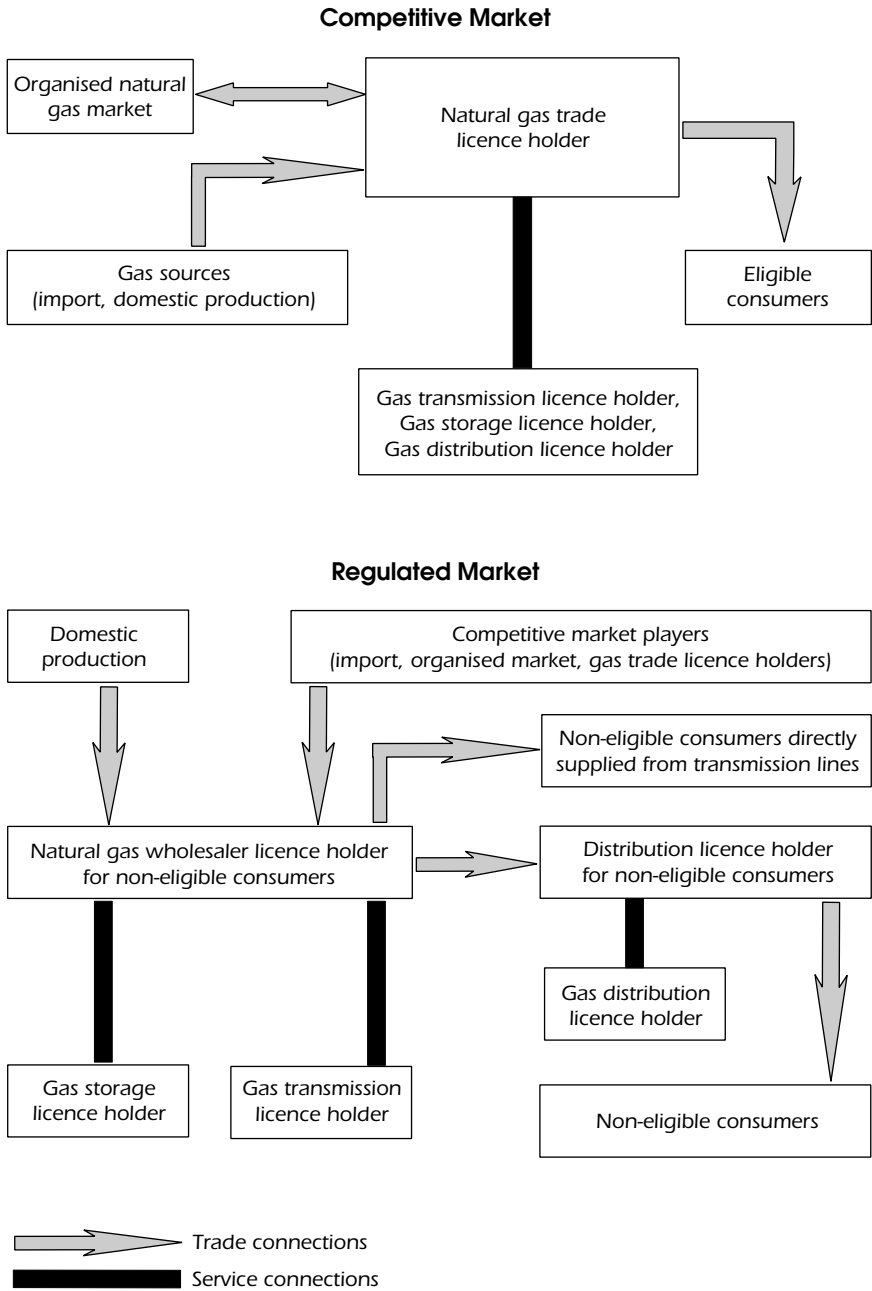 Competitive Market
Organised natural
gas market
Natural gas trade
licence holder
Gas sources
(import, domestic production)
Eligible
consumers
Gas transmission licence holder,
Gas storage licence holder,
Gas distribution licence holder
Regulated Market
Domestic
production
Competitive market players
(import, organised market, gas trade licence holders)
Non-eligible consumers directly
supplied from transmission lines
Natural gas wholesaler licence holder
for non-eligible consumers
Distribution licence holder
for non-eligible consumers
Gas distribution
licence holder
Gas storage
licence holder
Gas transmission
licence holder
Non-eligible consumers
Trade connections
Service connections